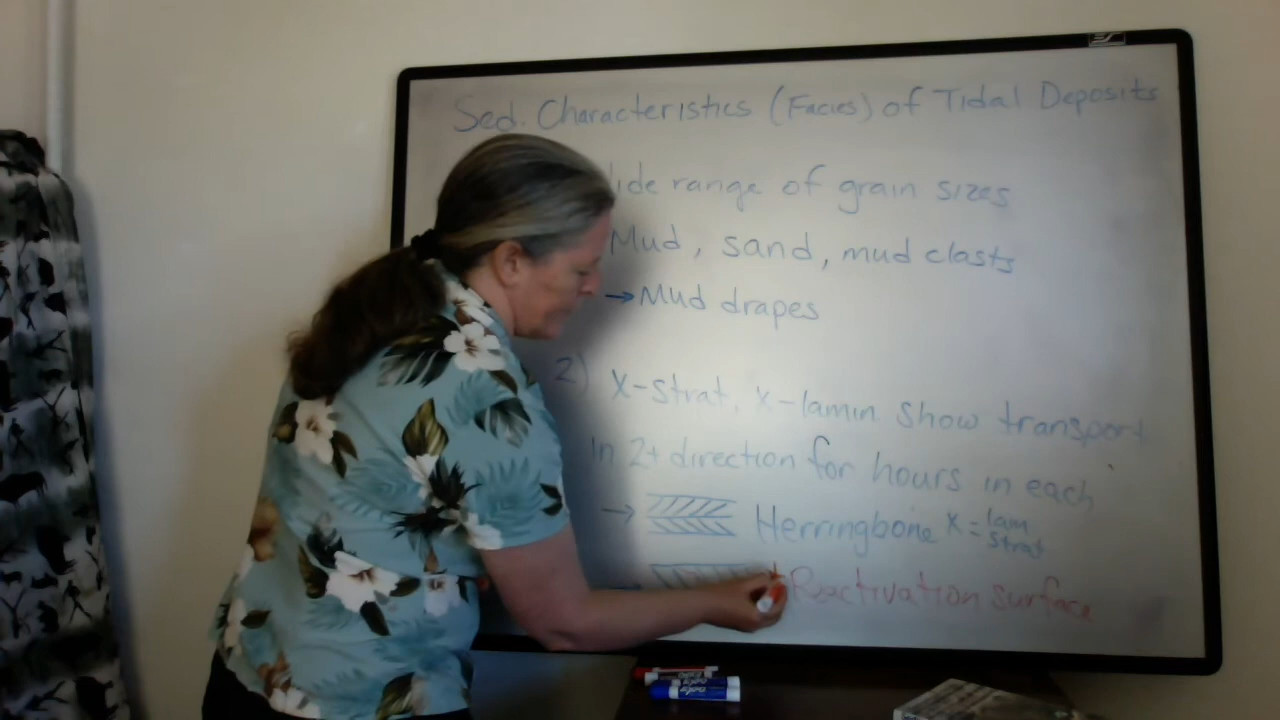 Sed. Characteristics (Facies) of Tidal Deposits
ide range of grain sizes
Mud, sand, mud clasts
→ Mud drapes
2) X-strat, x-lamin show transport
in 2+ direction for hours in each
→ Herringbone X = lam
strat
Reactivation surface